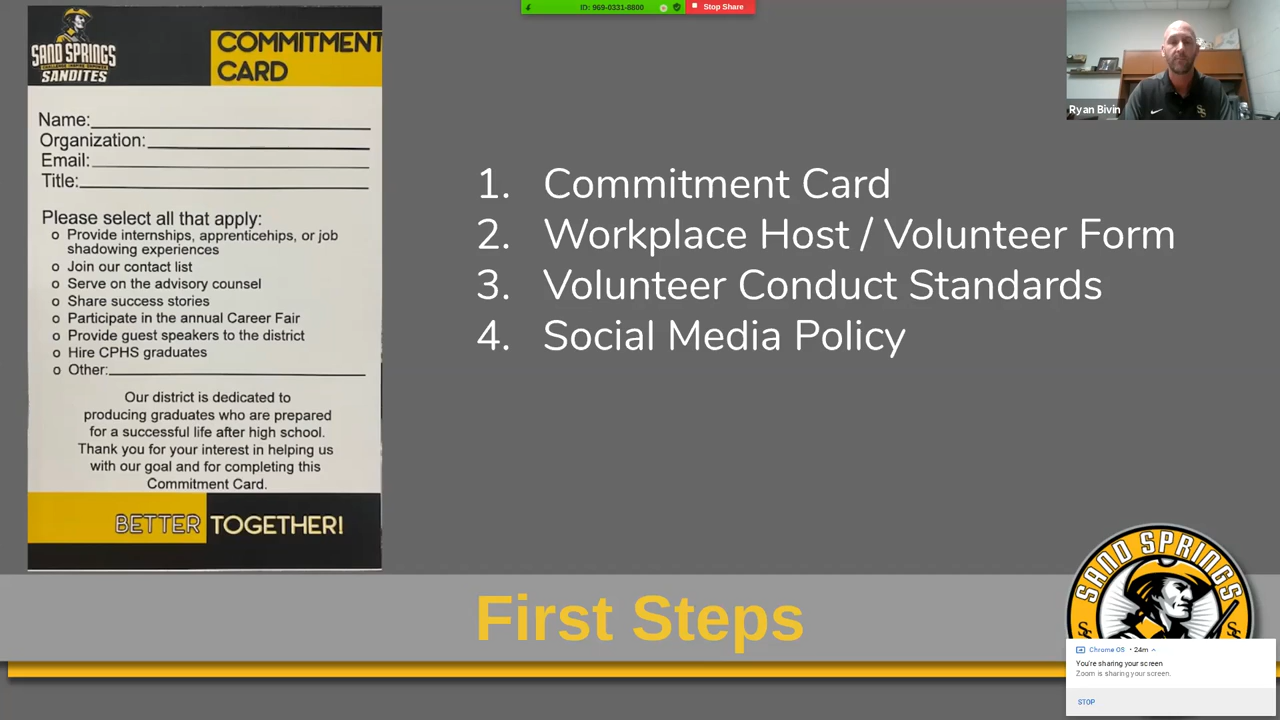 ID: 969-0331-8800
Stop Share
SAND SPRINGS
SANDITES
COMMITMENT
CARD
Name:
Organization:
Email:
Title:
Please select all that apply:
o Provide internships, apprenticehips, or job
shadowing experiences
o Join our contact list
o Serve on the advisory counsel
o Share success stories
o Participate in the annual Career Fair
o Provide guest speakers to the district
o Hire CPHS graduates
o Other:
Our district is dedicated to
producing graduates who are prepared
for a successful life after high school.
Thank you for your interest in helping us
with our goal and for completing this
Commitment Card.
BETTER TOGETHER!
1. Commitment Card
2. Workplace Host / Volunteer Form
3. Volunteer Conduct Standards
4. Social Media Policy
Ryan Bivin
First Steps
SAND SPRINGS
Chrome OS • 24m
You're sharing your screen
Zoom is sharing your screen.
STOP